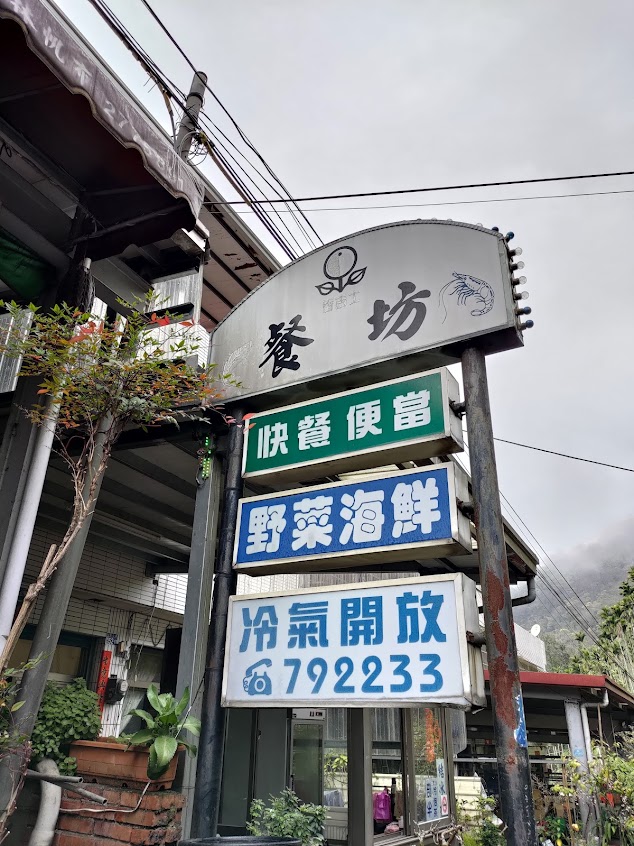 餐 坊
快餐便當
野菜海鮮
冷氣開放
792233